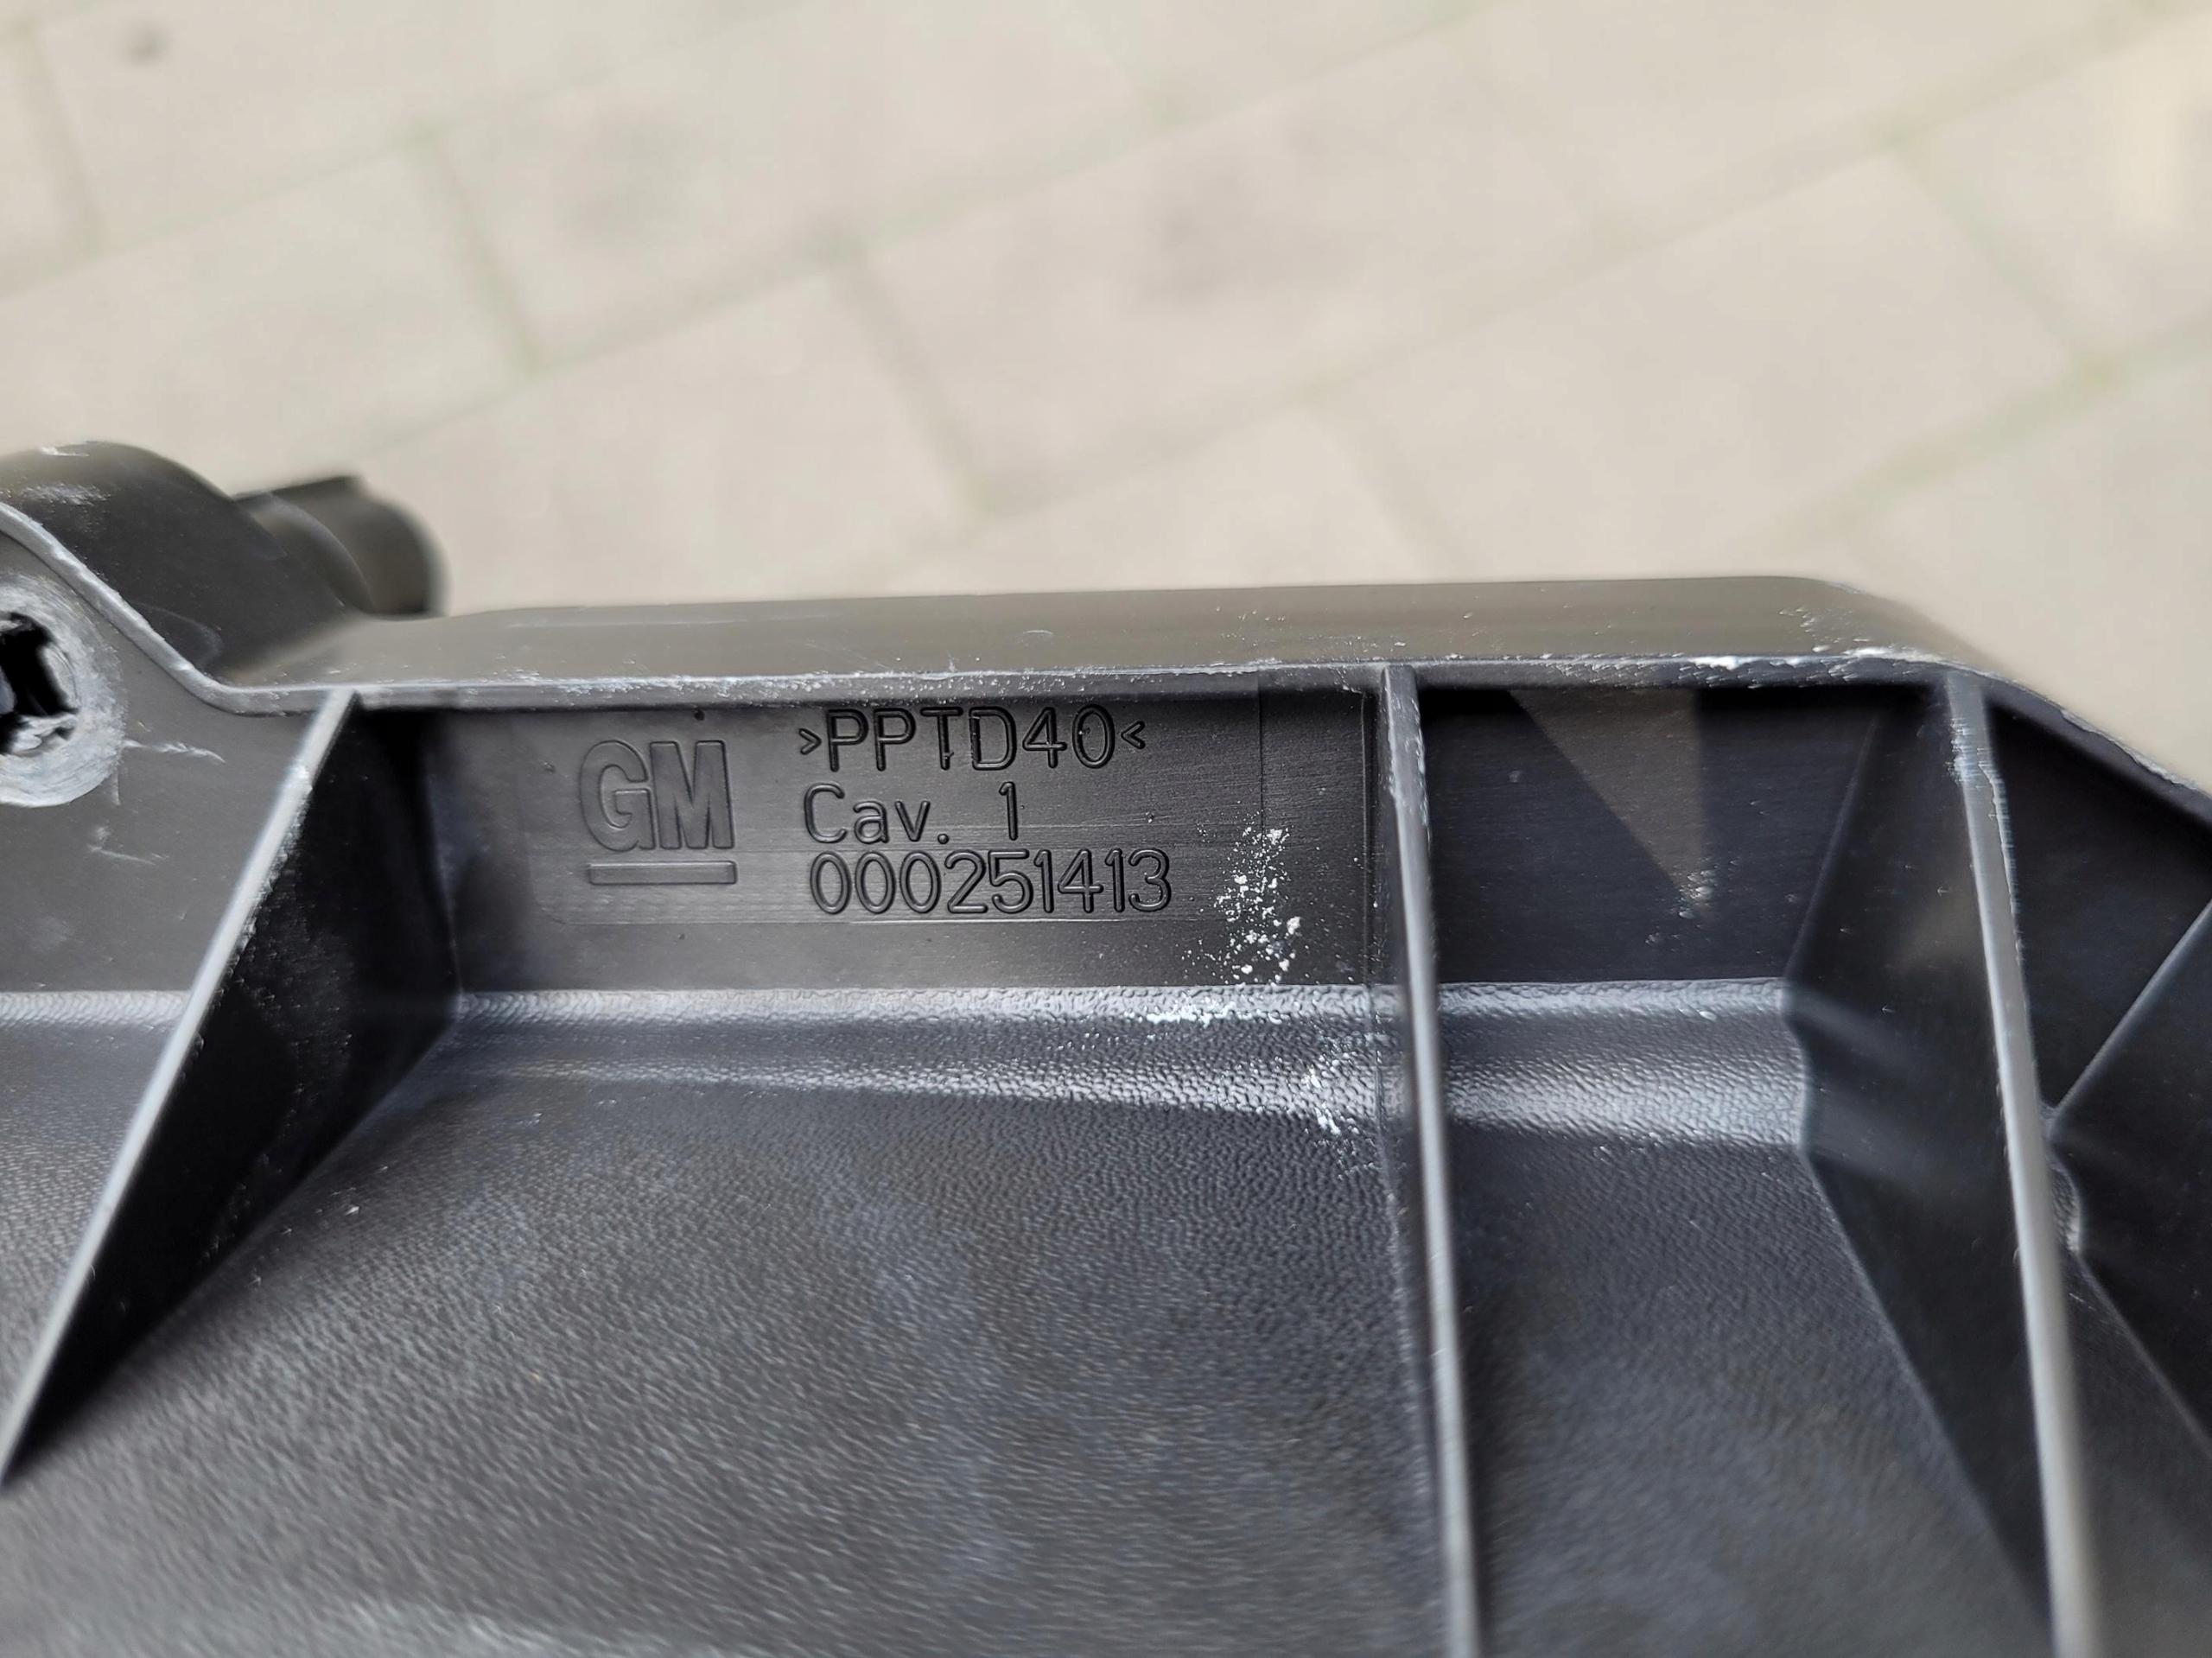 GM
>PPTD40<
Cav. 1
000251413